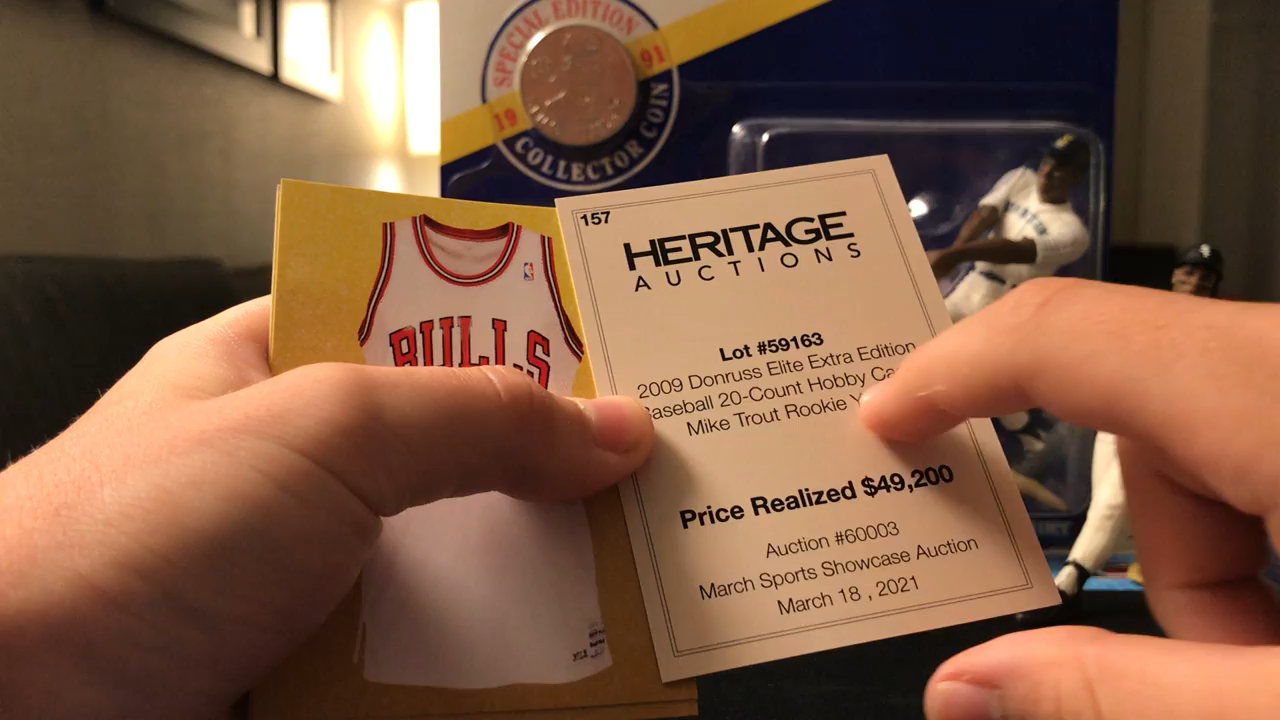 SPECIAL EDITION
19 91
COLLECTOR COIN
157
HERITAGE
AUCTIONS
BULLS
Lot #59163
2009 Donruss Elite Extra Edition
Baseball 20-Count Hobby
Mike Trout Rookie
Price Realized $49,200
Auction #60003
March Sports Showcase Auction
March 18 , 2021